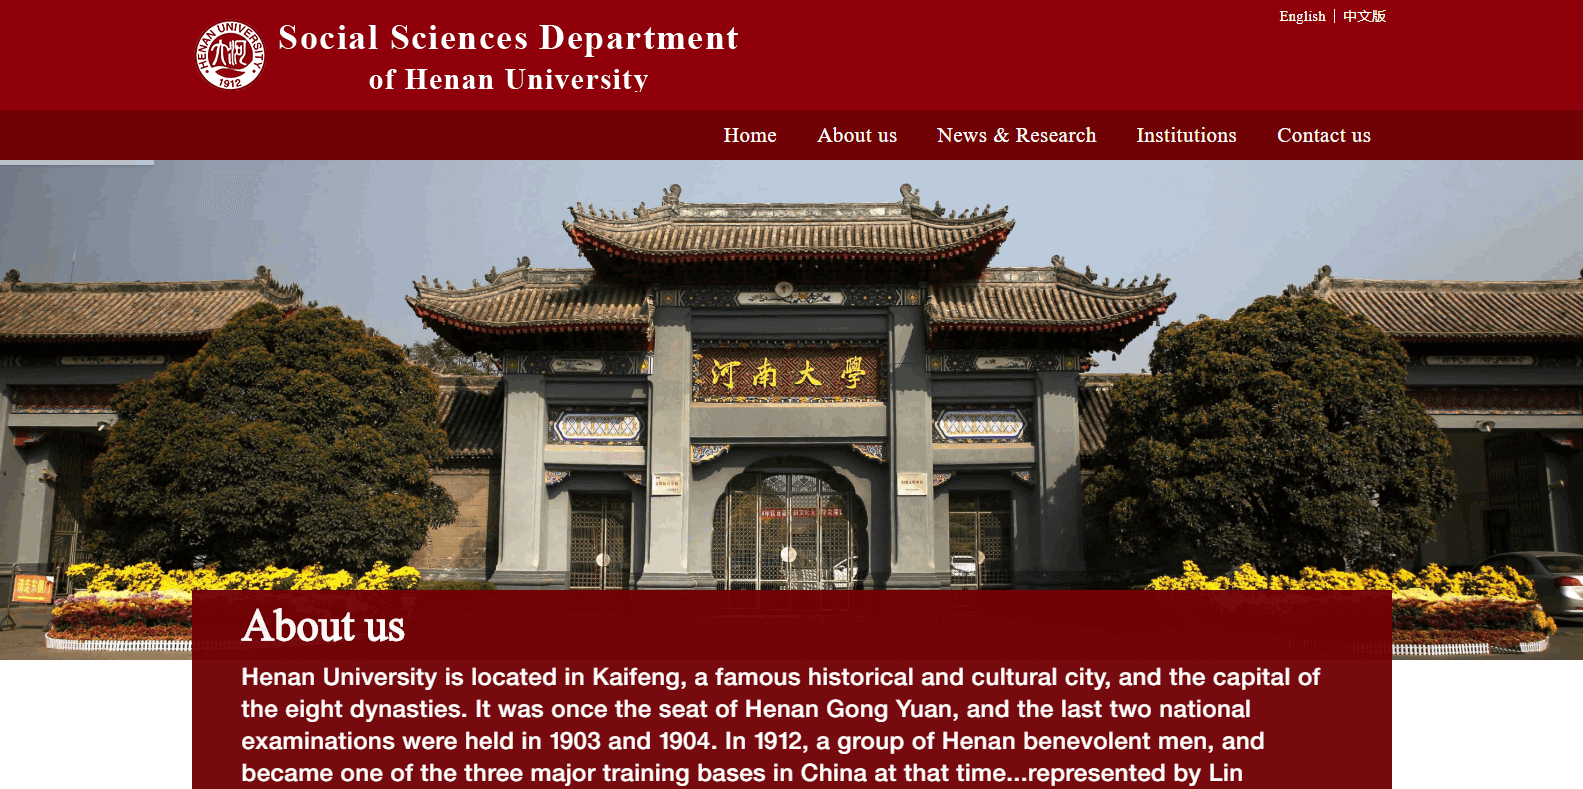 English | 中文版
HENAN UNIVERSITY
1912
Social Sciences Department
of Henan University
Home About us News & Research Institutions Contact us
河南大學
About us
Henan University is located in Kaifeng, a famous historical and cultural city, and the capital of
the eight dynasties. It was once the seat of Henan Gong Yuan, and the last two national
examinations were held in 1903 and 1904. In 1912, a group of Henan benevolent men, and
became one of the three major training bases in China at that time...represented by Lin